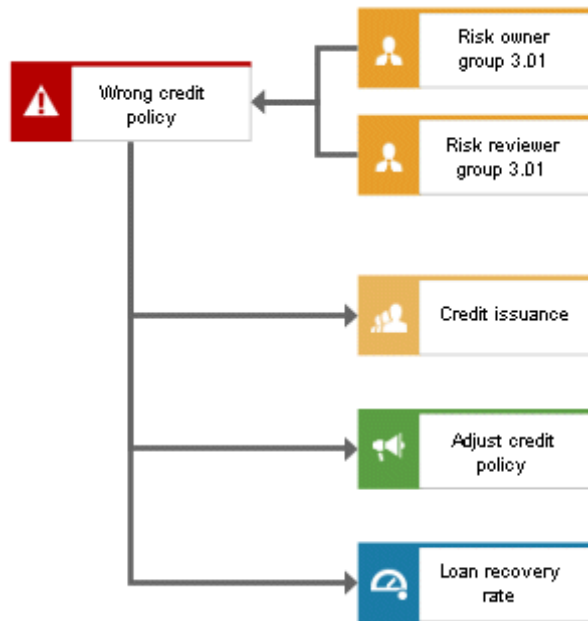 Wrong credit
policy
Risk owner
group 3.01
Risk reviewer
group 3.01
Credit issuance
Adjust credit
policy
Loan recovery
rate